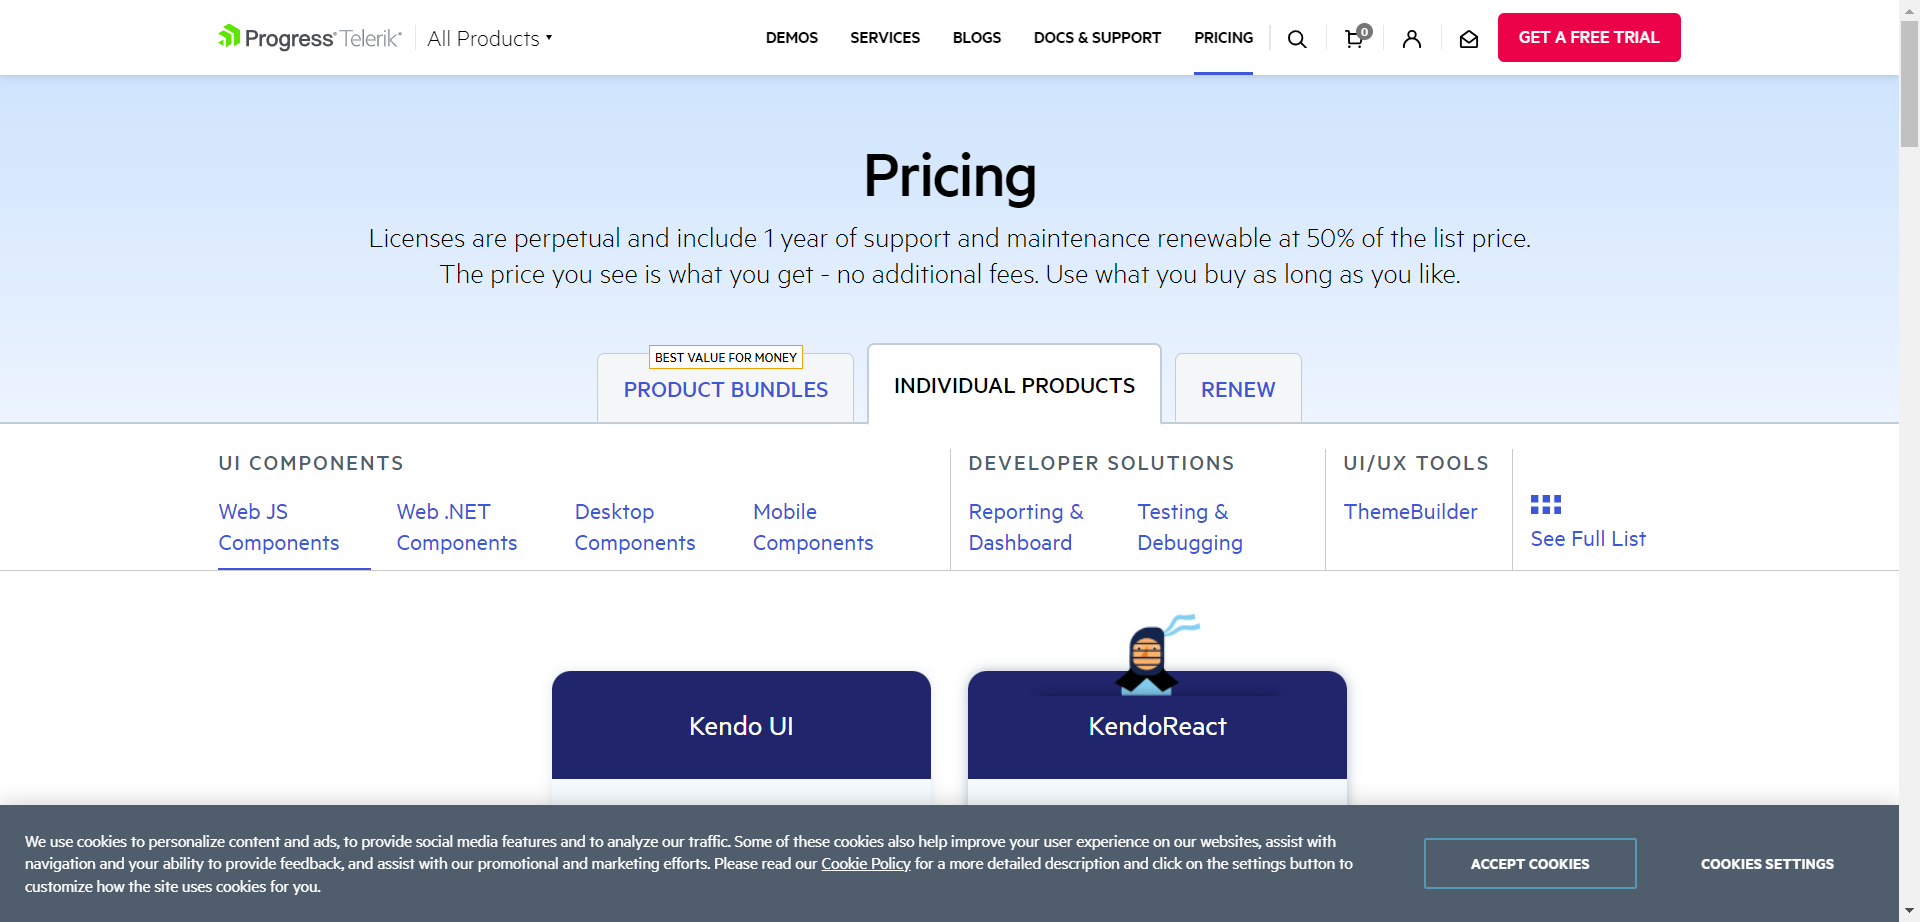 Progress Telerik
All Products
DEMOS
SERVICES
BLOGS
DOCS & SUPPORT
PRICING
0
GET A FREE TRIAL
Pricing
Licenses are perpetual and include 1 year of support and maintenance renewable at 50% of the list price.
The price you see is what you get - no additional fees. Use what you buy as long as you like.
BEST VALUE FOR MONEY
PRODUCT BUNDLES
INDIVIDUAL PRODUCTS
RENEW
UI COMPONENTS
Web JS
Components
Web .NET
Components
Desktop
Components
Mobile
Components
DEVELOPER SOLUTIONS
Reporting &
Dashboard
Testing &
Debugging
UI/UX TOOLS
ThemeBuilder
See Full List
Kendo UI
KendoReact
We use cookies to personalize content and ads, to provide social media features and to analyze our traffic. Some of these cookies also help improve your user experience on our websites, assist with
navigation and your ability to provide feedback, and assist with our promotional and marketing efforts. Please read our Cookie Policy for a more detailed description and click on the settings button to
customize how the site uses cookies for you.
ACCEPT COOKIES
COOKIES SETTINGS